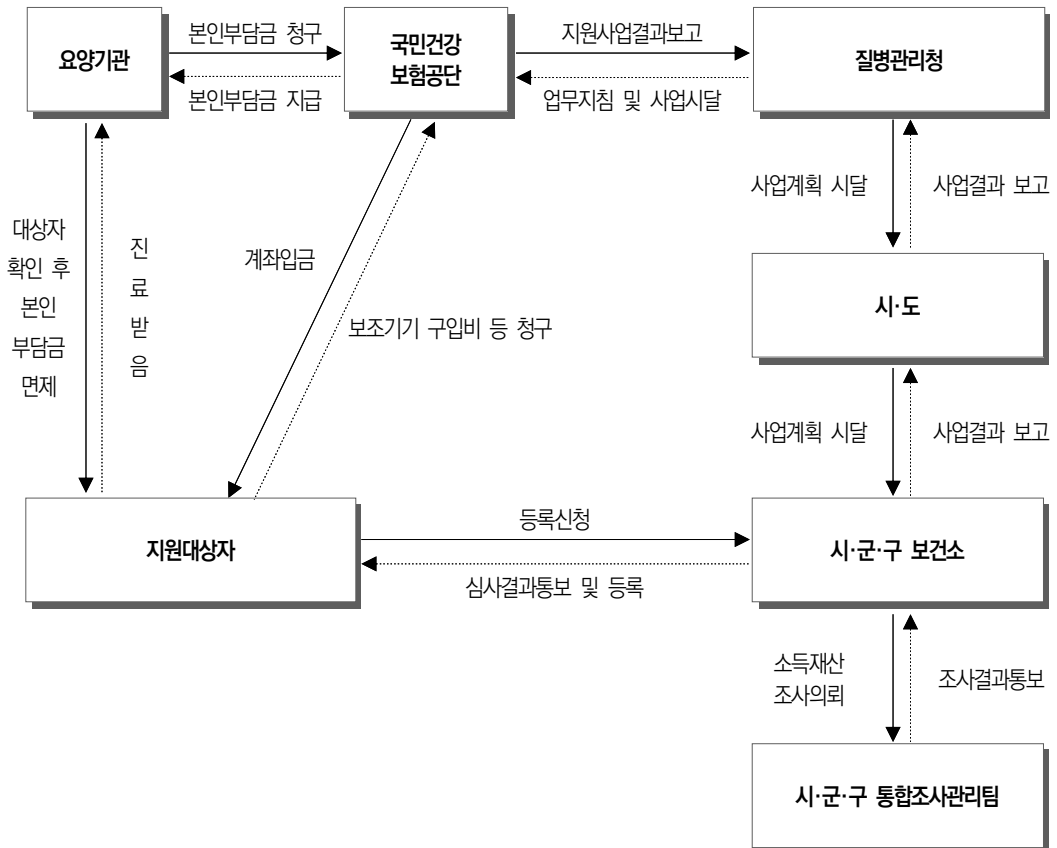 요양기관
본인부담금 청구
본인부담금 지급
국민건강
보험공단
지원사업결과보고
업무지침 및 사업시달
질병관리청
사업계획 시달
사업결과 보고
대상자
확인 후
본인
부담금
면제
진
료
받
음
계좌입금
보조기기 구입비 등 청구
시·도
사업계획 시달
사업결과 보고
지원대상자
등록신청
심사결과통보 및 등록
시·군·구 보건소
소득재산
조사의뢰
조사결과통보
시·군·구 통합조사관리팀